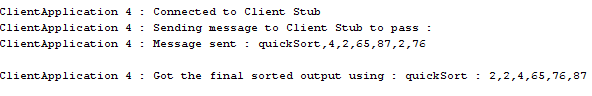 ClientApplication 4 : Connected to Client Stub
ClientApplication 4 : Sending message to Client Stub to pass :
ClientApplication 4 : Message sent : quickSort,4,2,65,87,2,76
ClientApplication 4 : Got the final sorted output using : quickSort : 2,2,4,65,76,87